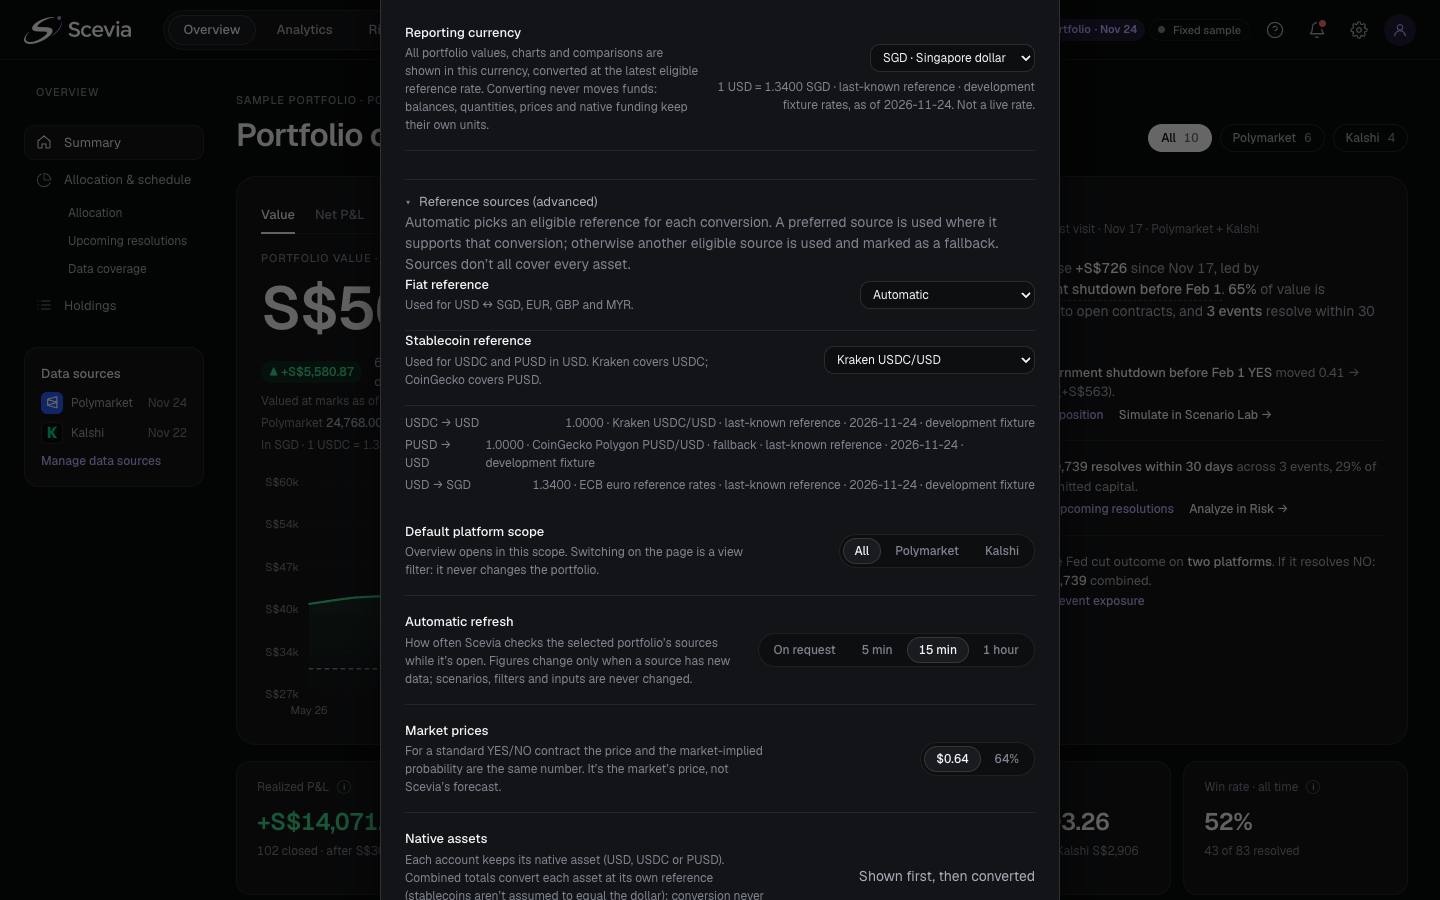 Scevia
Overview
Analytics
rtfolio · Nov 24
Fixed sample
OVERVIEW
Summary
Allocation & schedule
Allocation
Upcoming resolutions
Data coverage
Holdings
Data sources
Polymarket Nov 24
Kalshi Nov 22
Manage data sources
SAMPLE PORTFOLIO · PO
Portfolio
All 10
Polymarket 6
Kalshi 4
Value
Net P&L
PORTFOLIO VALUE ·
S$50
+S$5,580.87
Valued at marks as of
Polymarket 24,768.00
In SGD · 1 USD = 1.3
S$60k
S$54k
S$47k
S$40k
S$34k
S$27k
May 26
Realized P&L
+S$14,071.
102 closed · after S$3
Reporting currency
All portfolio values, charts and comparisons are
shown in this currency, converted at the latest eligible
reference rate. Converting never moves funds:
balances, quantities, prices and native funding keep
their own units.
SGD · Singapore dollar
1 USD = 1.3400 SGD · last-known reference · development
fixture rates, as of 2026-11-24. Not a live rate.
Reference sources (advanced)
Automatic picks an eligible reference for each conversion. A preferred source is used where it
supports that conversion; otherwise another eligible source is used and marked as a fallback.
Sources don't all cover every asset.
Fiat reference
Used for USD ↔ SGD, EUR, GBP and MYR.
Automatic
Stablecoin reference
Used for USDC and PUSD in USD. Kraken covers USDC;
CoinGecko covers PUSD.
Kraken USDC/USD
USDC → USD 1.0000 · Kraken USDC/USD · last-known reference · 2026-11-24 · development fixture
PUSD →
USD
1.0000 · CoinGecko Polygon PUSD/USD · fallback · last-known reference · 2026-11-24 ·
development fixture
USD → SGD 1.3400 · ECB euro reference rates · last-known reference · 2026-11-24 · development fixture
Default platform scope
Overview opens in this scope. Switching on the page is a view
filter: it never changes the portfolio.
All Polymarket Kalshi
Automatic refresh
How often Scevia checks the selected portfolio's sources
while it's open. Figures change only when a source has new
data; scenarios, filters and inputs are never changed.
On request 5 min 15 min 1 hour
Market prices
For a standard YES/NO contract the price and the market-implied
probability are the same number. It's the market's price, not
Scevia's forecast.
$0.64 64%
Native assets
Each account keeps its native asset (USD, USDC or PUSD).
Combined totals convert each asset at its own reference
(stablecoins aren't assumed to equal the dollar); conversion never
Shown first, then converted
st visit · Nov 17 · Polymarket + Kalshi
se +S$726 since Nov 17, led by
nt shutdown before Feb 1. 65% of value is
to open contracts, and 3 events resolve within 30
rnment shutdown before Feb 1 YES moved 0.41 →
(+S$563).
position Simulate in Scenario Lab →
,739 resolves within 30 days across 3 events, 29% of
mitted capital.
pcoming resolutions Analyze in Risk →
e Fed cut outcome on two platforms. If it resolves NO:
,739 combined.
event exposure
3.26
Kalshi S$2,906
Win rate · all time
52%
43 of 83 resolved